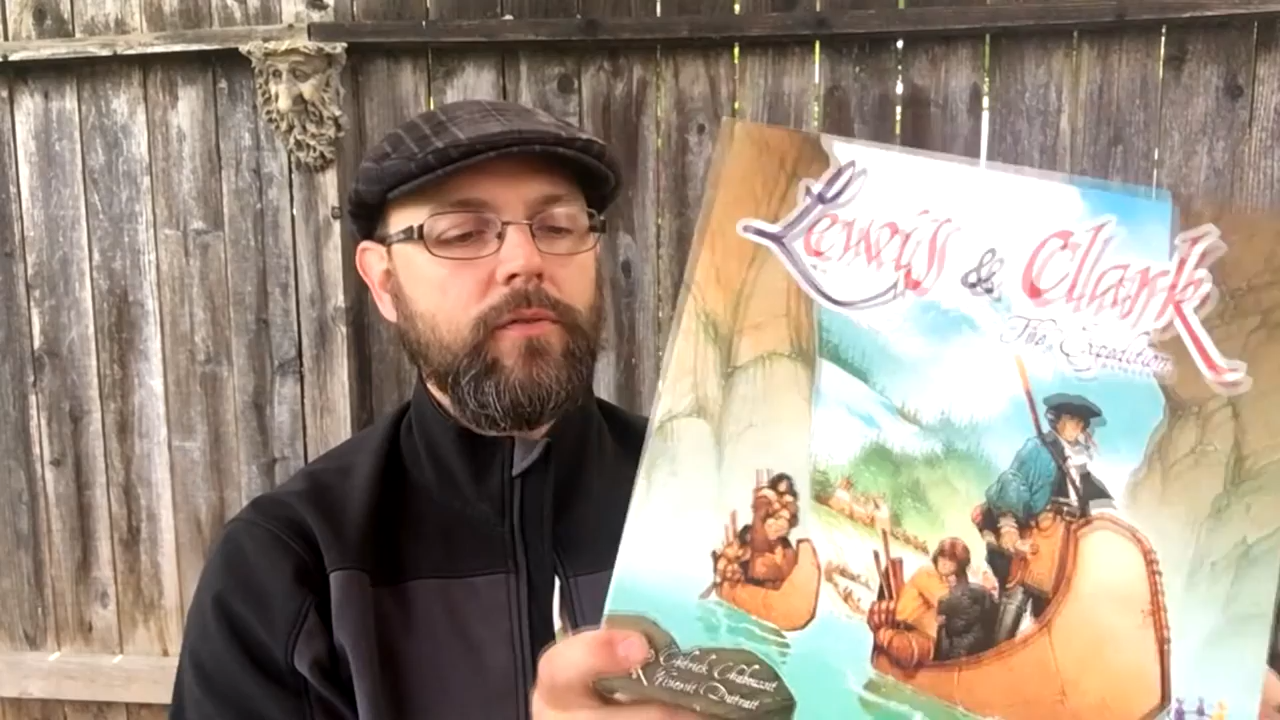 Lewis & Clark
The Expedition
Cédrick Chaboussit
Vincent Dutrait